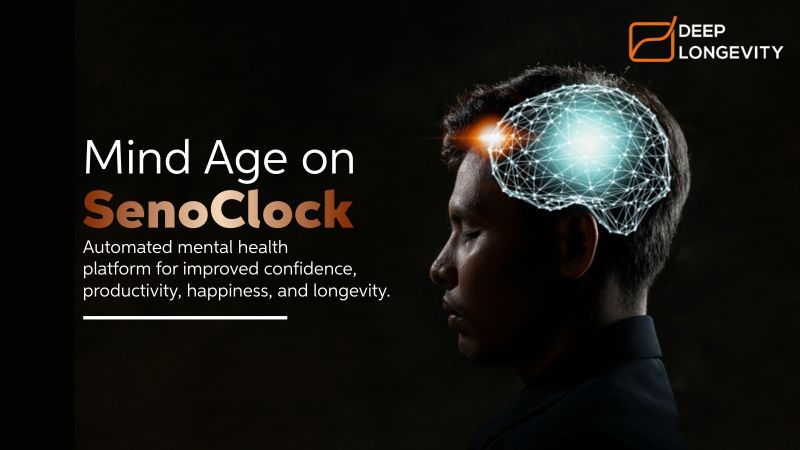 DEEP
LONGEVITY
Mind Age on
SenoClock
Automated mental health
platform for improved confidence,
productivity, happiness, and longevity.